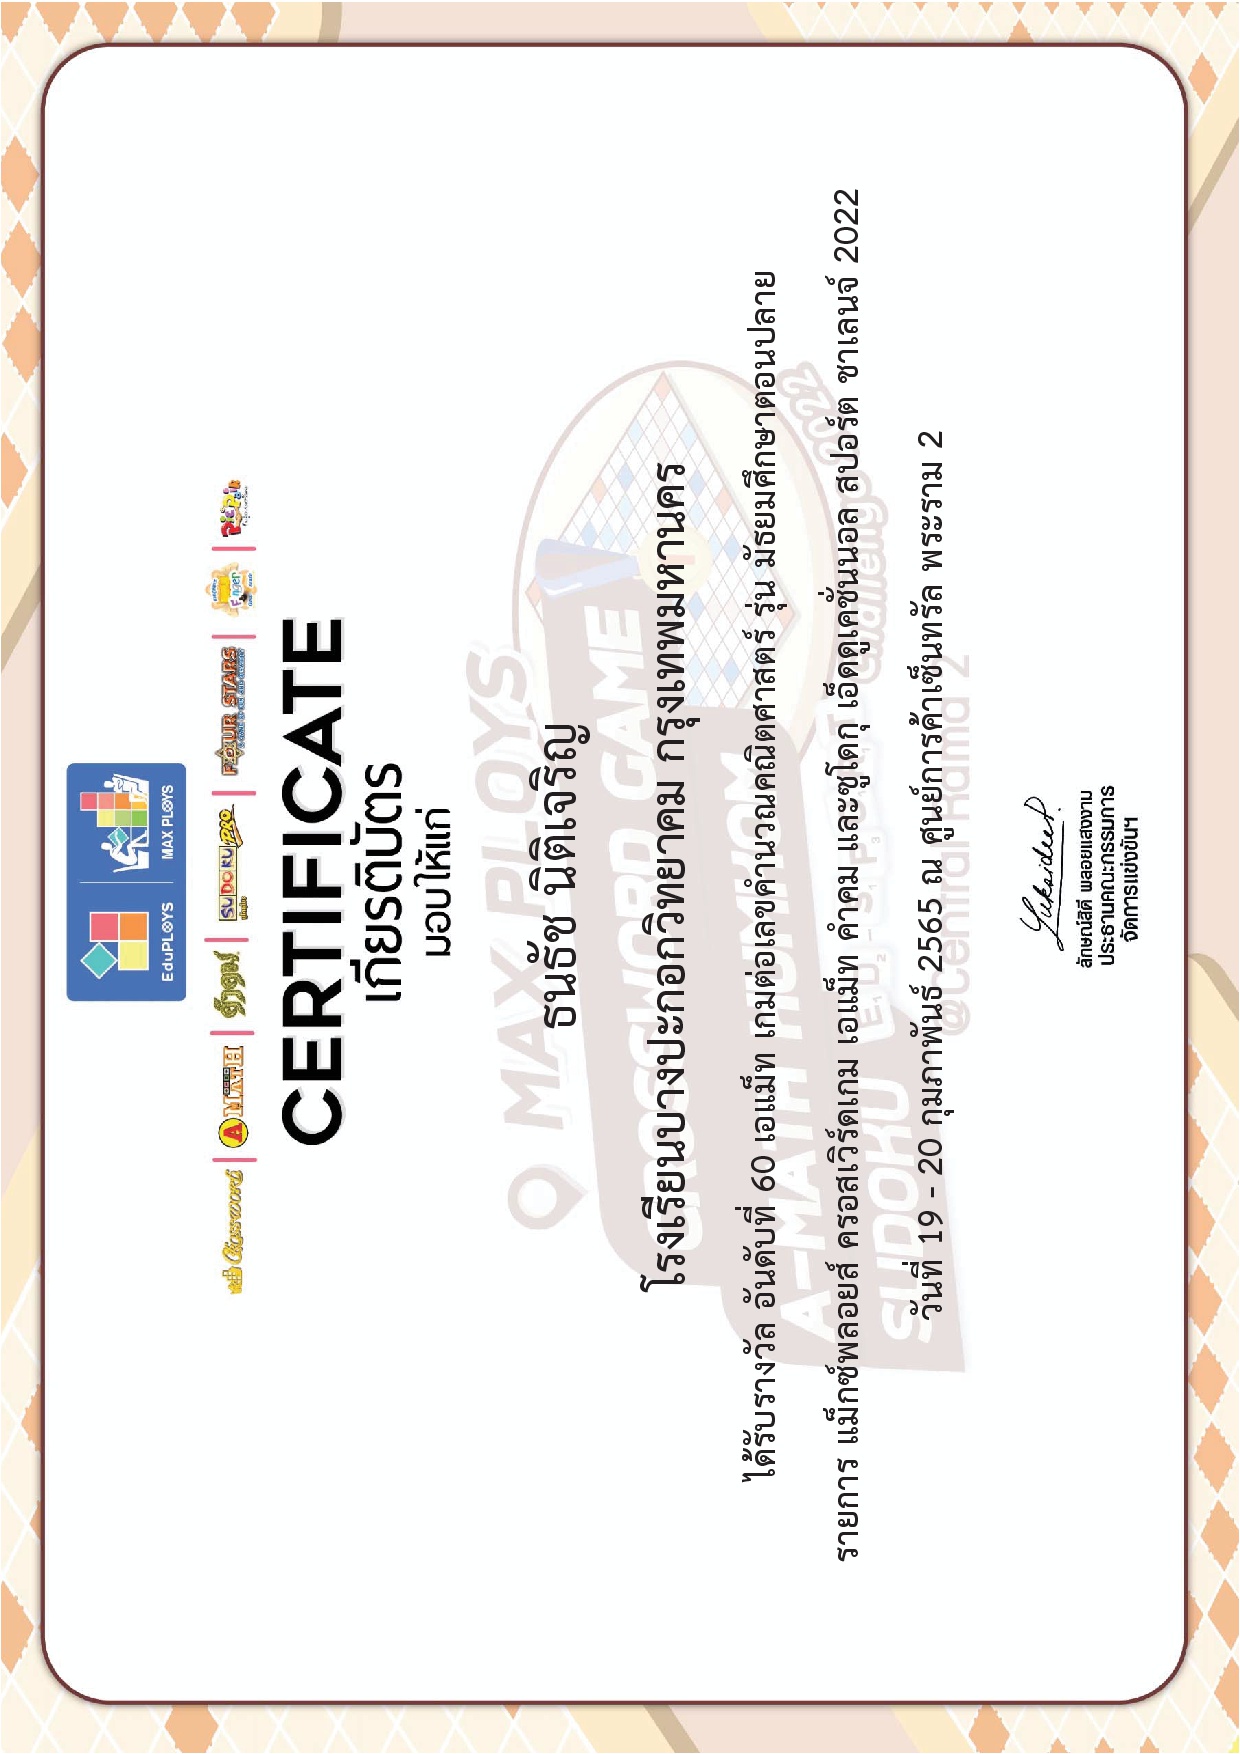 EduPLOYS MAX PLOYS
Crossword A MATH คำคม SUDOKU PRO FOUR STARS Finger
CERTIFICATE
เกียรติบัตร
มอบให้แก่
MAX PLOYS
ธนธัช นิติเจริญ
CROSSWORD GAME
โรงเรียนบางปะกอกวิทยาคม กรุงเทพมหานคร
A-MATH HUMKOM
ได้รับรางวัล อันดับที่ 60 เอแม็ท เกมต่อเลขคำนวณคณิตศาสตร์ รุ่น มัธยมศึกษาตอนปลาย
รายการ แม็กซ์พลอยส์ ครอสเวิร์ดเกม เอแม็ท คำคม และซูโดกุ เอ็ดดูเคชั่นนอล สปอร์ต ชาเลนจ์ 2022
SUDOKU ED-SPORT Challenge 2022
วันที่ 19 - 20 กุมภาพันธ์ 2565 ณ ศูนย์การค้าเซ็นทรัล พระราม 2
@Central Rama 2
LuksideeP.
ลักษณ์สิดี พลอยแสงงาม
ประธานคณะกรรมการ
จัดการแข่งขันฯ